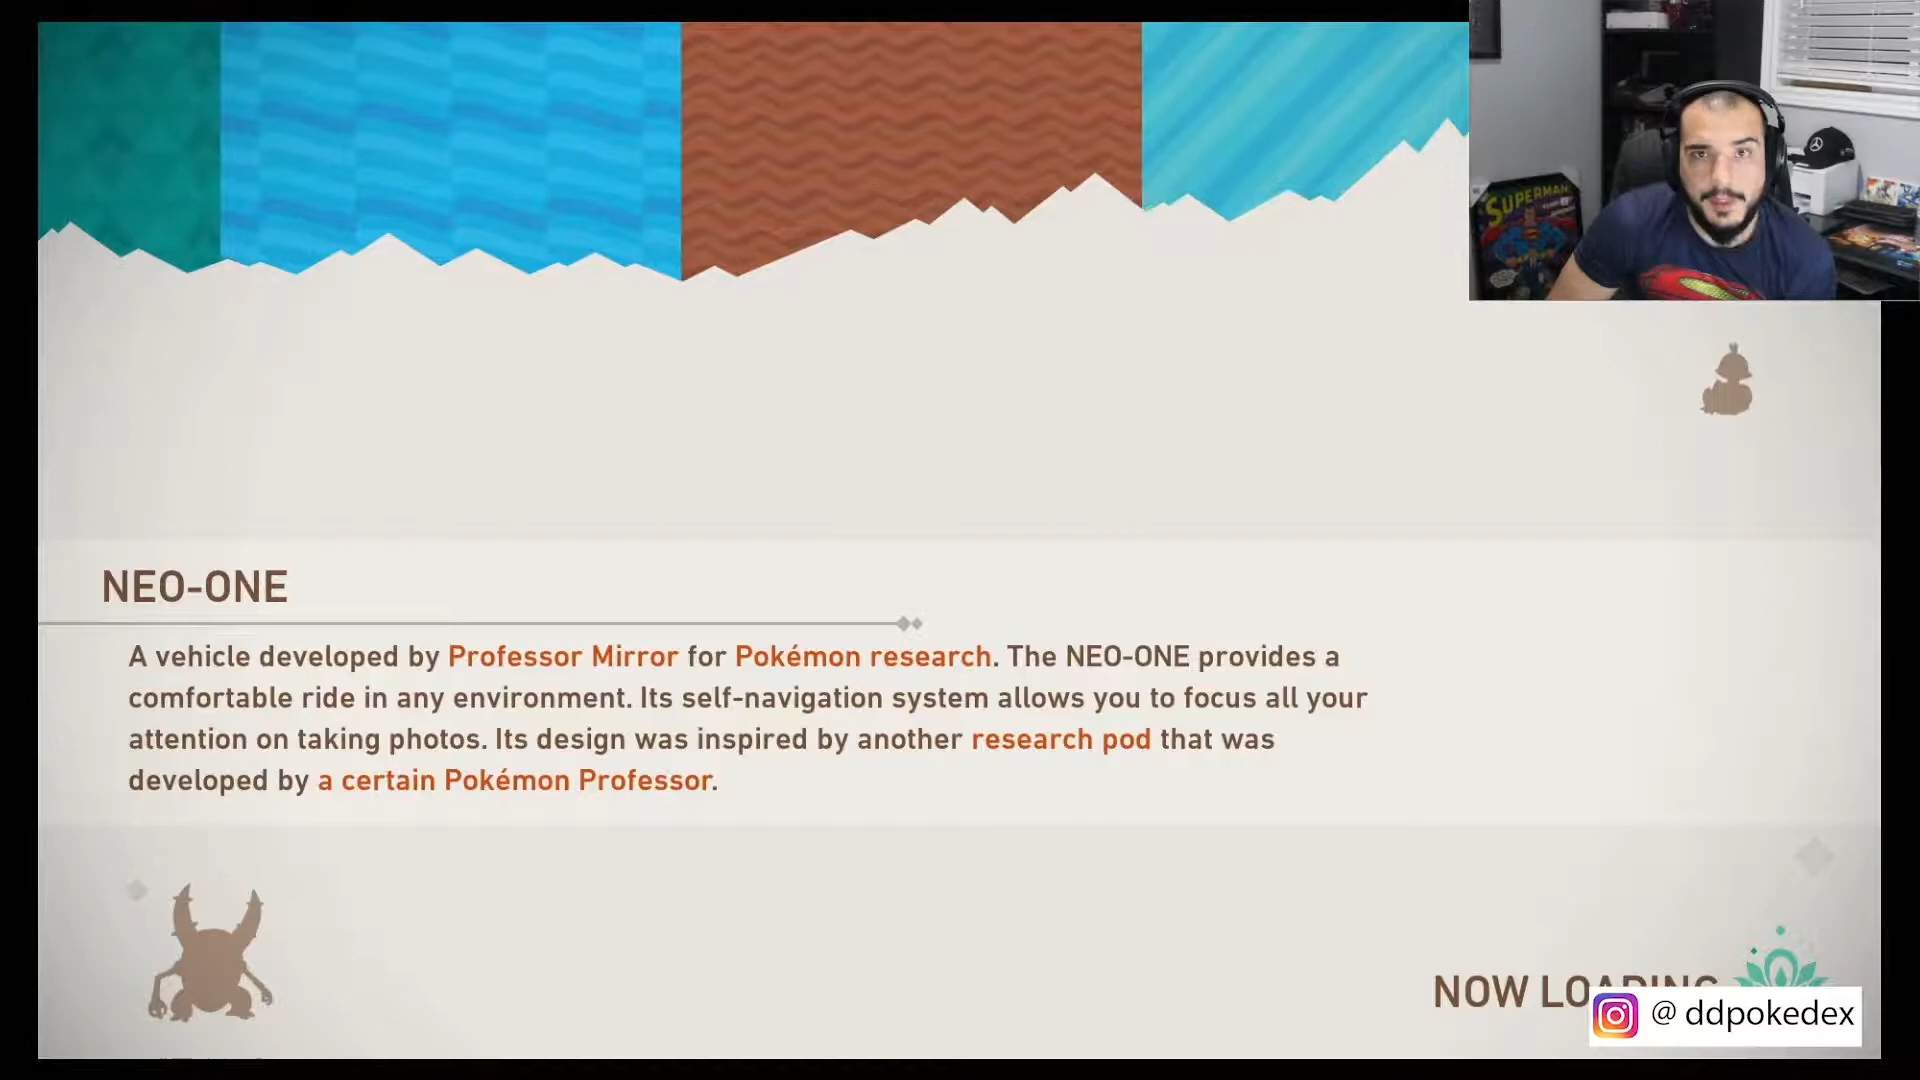 SUPERMAN
NEO-ONE
A vehicle developed by Professor Mirror for Pokémon research. The NEO-ONE provides a
comfortable ride in any environment. Its self-navigation system allows you to focus all your
attention on taking photos. Its design was inspired by another research pod that was
developed by a certain Pokémon Professor.
NOW LOADING
@ ddpokedex